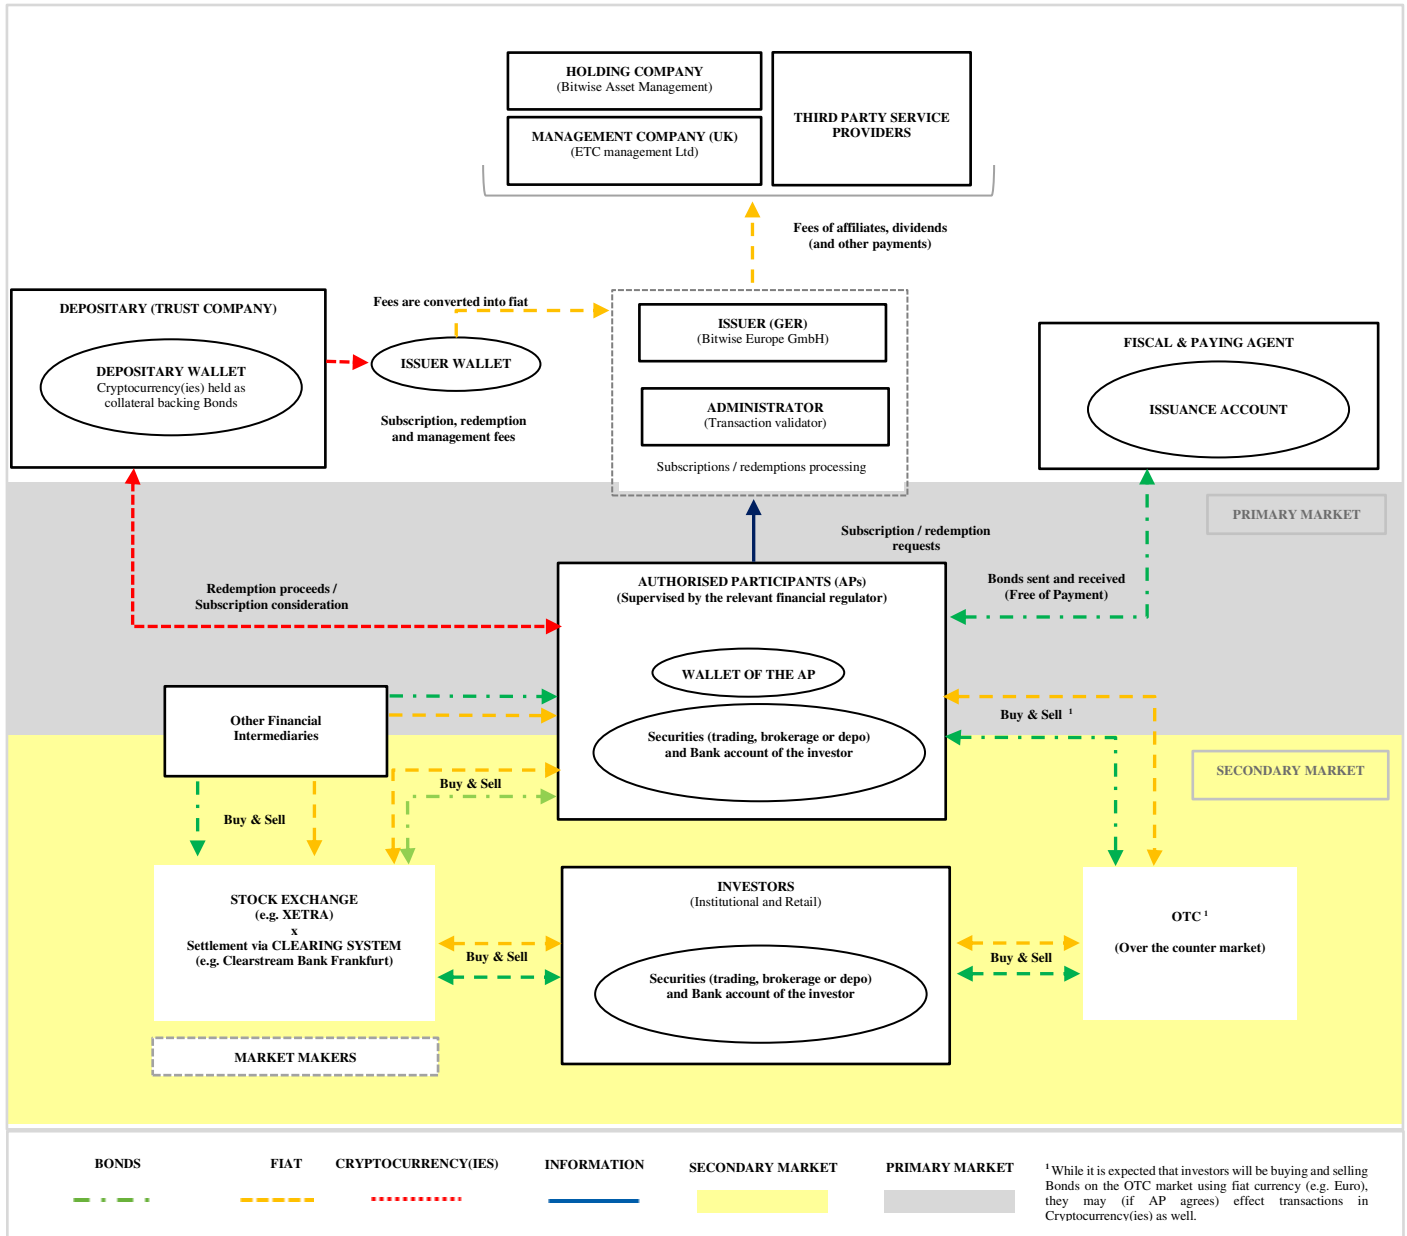 HOLDING COMPANY
(Bitwise Asset Management)
MANAGEMENT COMPANY (UK)
(ETC management Ltd)
THIRD PARTY SERVICE
PROVIDERS
Fees of affiliates, dividends
(and other payments)
DEPOSITARY (TRUST COMPANY)
DEPOSITARY WALLET
Cryptocurrency(ies) held as
collateral backing Bonds
Fees are converted into fiat
ISSUER WALLET
Subscription, redemption
and management fees
ISSUER (GER)
(Bitwise Europe GmbH)
ADMINISTRATOR
(Transaction validator)
Subscriptions / redemptions processing
FISCAL & PAYING AGENT
ISSUANCE ACCOUNT
PRIMARY MARKET
Subscription / redemption
requests
Redemption proceeds /
Subscription consideration
AUTHORISED PARTICIPANTS (APs)
(Supervised by the relevant financial regulator)
WALLET OF THE AP
Securities (trading, brokerage or depo)
and Bank account of the investor
Bonds sent and received
(Free of Payment)
Other Financial
Intermediaries
Buy & Sell ¹
SECONDARY MARKET
Buy & Sell
Buy & Sell
STOCK EXCHANGE
(e.g. XETRA)
x
Settlement via CLEARING SYSTEM
(e.g. Clearstream Bank Frankfurt)
Buy & Sell
INVESTORS
(Institutional and Retail)
Securities (trading, brokerage or depo)
and Bank account of the investor
Buy & Sell
OTC ¹
(Over the counter market)
MARKET MAKERS
BONDS
FIAT
CRYPTOCURRENCY(IES)
INFORMATION
SECONDARY MARKET
PRIMARY MARKET
¹ While it is expected that investors will be buying and selling
Bonds on the OTC market using fiat currency (e.g. Euro),
they may (if AP agrees) effect transactions in
Cryptocurrency(ies) as well.